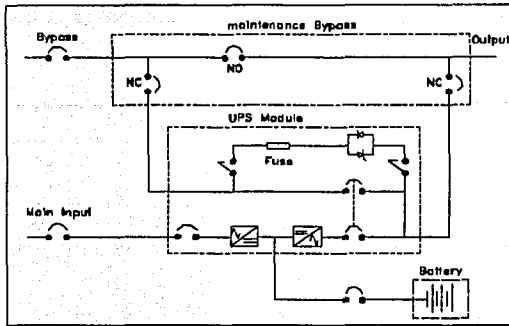 maintenance Bypass
Bypass
Output
NC
NO
NC
UPS Module
Fuse
Main Input
Battery